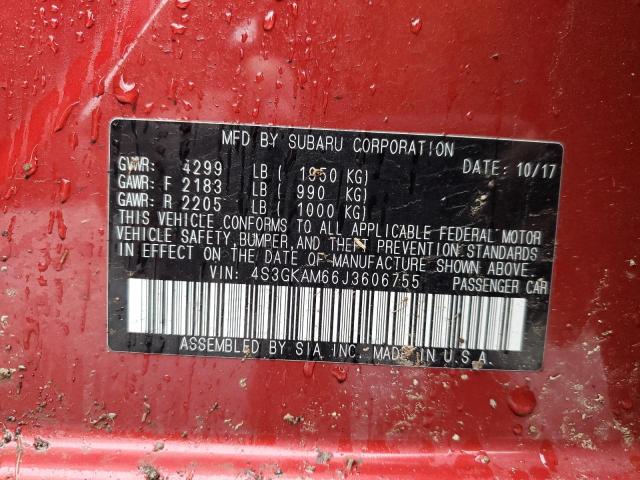 MFD BY SUBARU CORPORATION
GVWR: 4299 LB ( 1950 KG) DATE: 10/17
GAWR: F 2183 LB ( 990 KG)
GAWR: R 2205 LB ( 1000 KG)
THIS VEHICLE CONFORMS TO ALL APPLICABLE FEDERAL MOTOR
VEHICLE SAFETY, BUMPER, AND THEFT PREVENTION STANDARDS
IN EFFECT ON THE DATE OF MANUFACTURE SHOWN ABOVE.
VIN: 4S3GKAM66J3606755 PASSENGER CAR
ASSEMBLED BY SIA INC. MADE IN U.S.A.